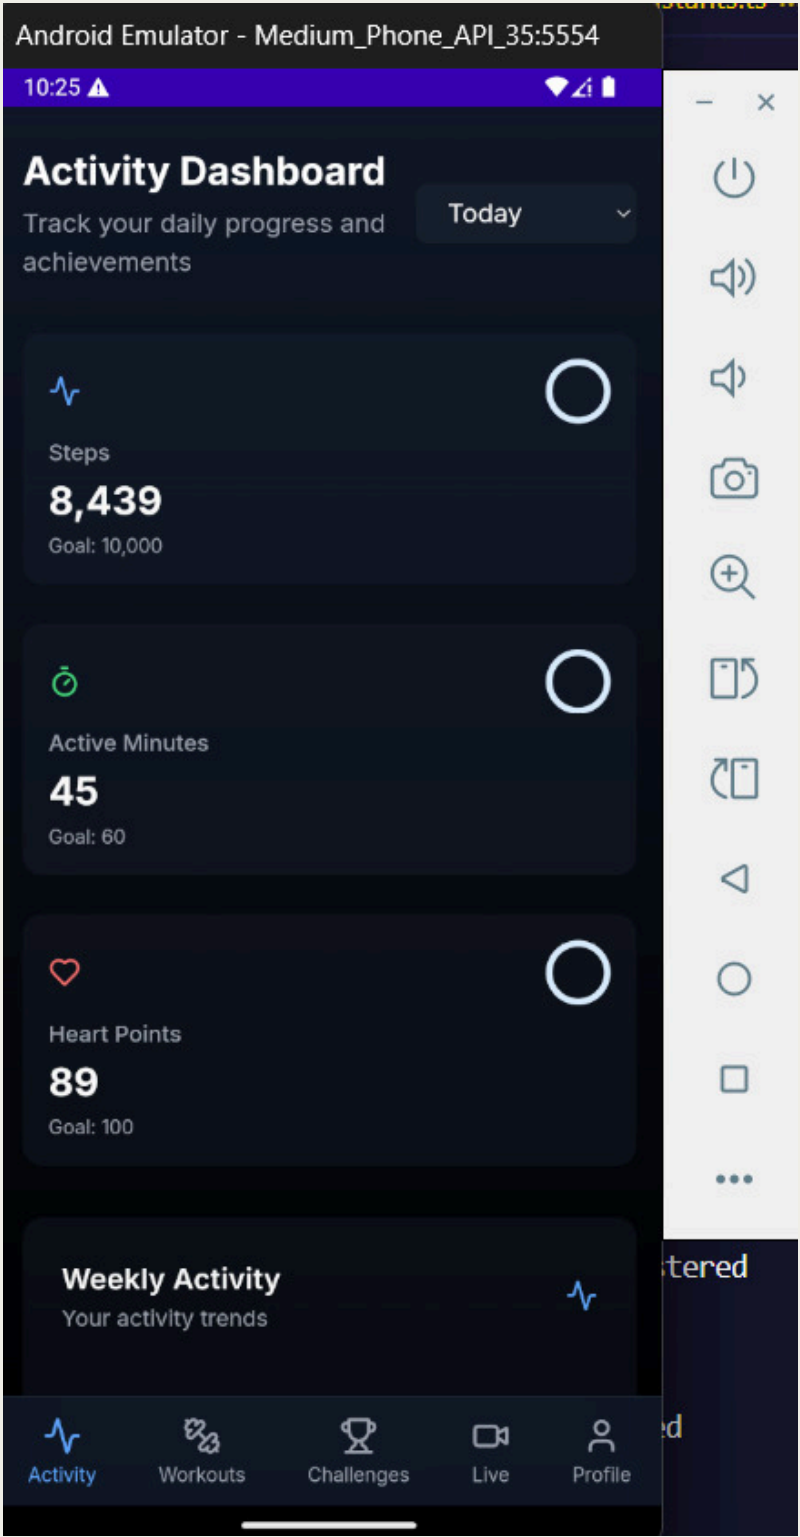 Android Emulator - Medium_Phone_API_35:5554
10:25
Activity Dashboard
Track your daily progress and
achievements
Today
Steps
8,439
Goal: 10,000
Active Minutes
45
Goal: 60
Heart Points
89
Goal: 100
Weekly Activity
Your activity trends
Activity
Workouts
Challenges
Live
Profile
stered
ed